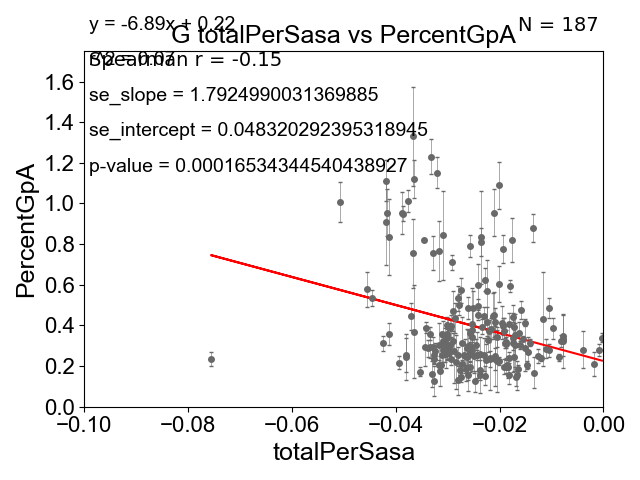 y = -6.89x + 0.22
N = 187
G totalPerSasa vs PercentGpA
Spearman r = -0.15
se_slope = 1.7924990031369885
se_intercept = 0.048320292395318945
p-value = 0.00016534344540438927
PercentGpA
1.6
1.4
1.2
1.0
0.8
0.6
0.4
0.2
0.0
−0.10
−0.08
−0.06
−0.04
−0.02
0.00
totalPerSasa